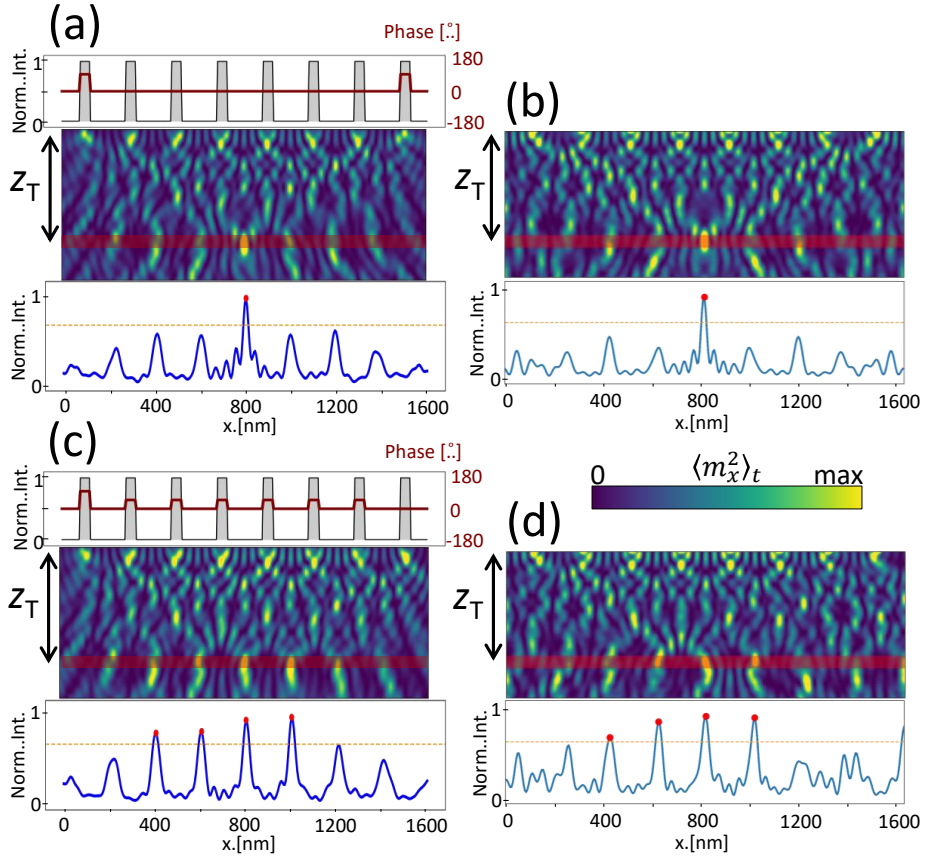 (a)
Phase [°..]
Norm..Int.
1
0
180
0
-180
z_T
Norm..Int.
1
0
0 400 800 1200 1600
x.[nm]
(b)
z_T
Norm..Int.
1
0
0 400 800 1200 1600
x.[nm]
(c)
Phase [°..]
Norm..Int.
1
0
180
0
-180
z_T
Norm..Int.
1
0
0 400 800 1200 1600
x.[nm]
0 ⟨m_x^2⟩_t max
(d)
z_T
Norm..Int.
1
0
0 400 800 1200 1600
x.[nm]